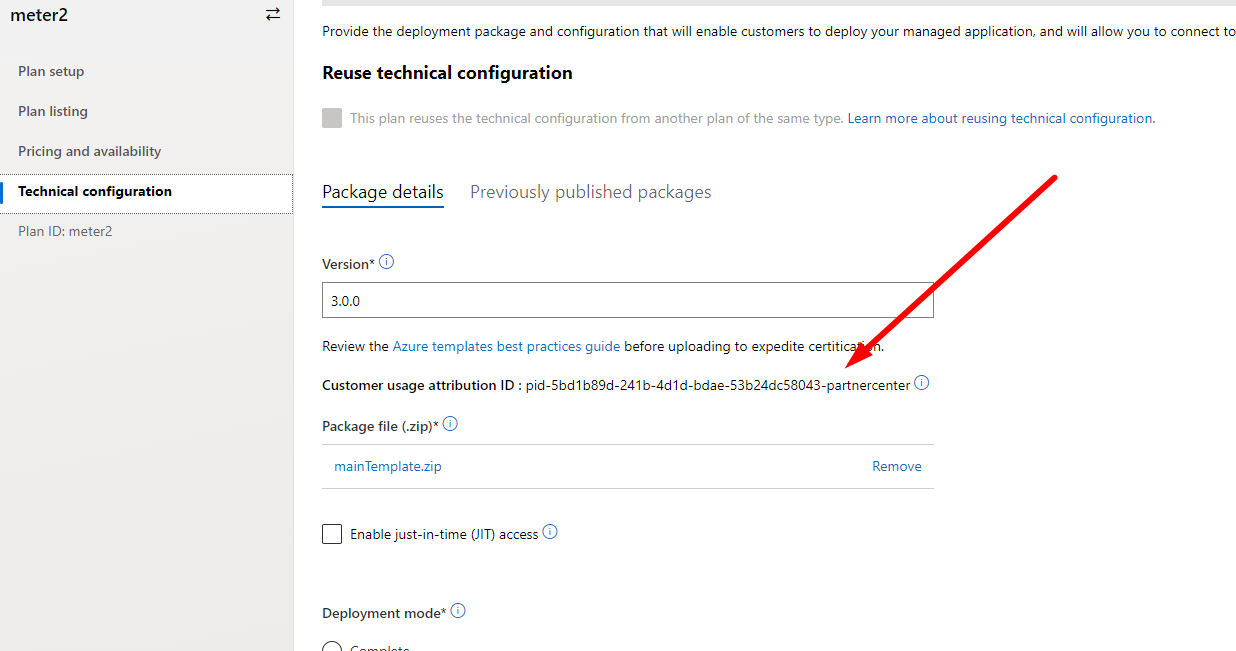 meter2
Plan setup
Plan listing
Pricing and availability
Technical configuration
Plan ID: meter2
Provide the deployment package and configuration that will enable customers to deploy your managed application, and will allow you to connect to
Reuse technical configuration
This plan reuses the technical configuration from another plan of the same type. Learn more about reusing technical configuration.
Package details Previously published packages
Version*
3.0.0
Review the Azure templates best practices guide before uploading to expedite certitication.
Customer usage attribution ID : pid-5bd1b89d-241b-4d1d-bdae-53b24dc58043-partnercenter
Package file (.zip)*
mainTemplate.zip Remove
Enable just-in-time (JIT) access
Deployment mode*
Complete